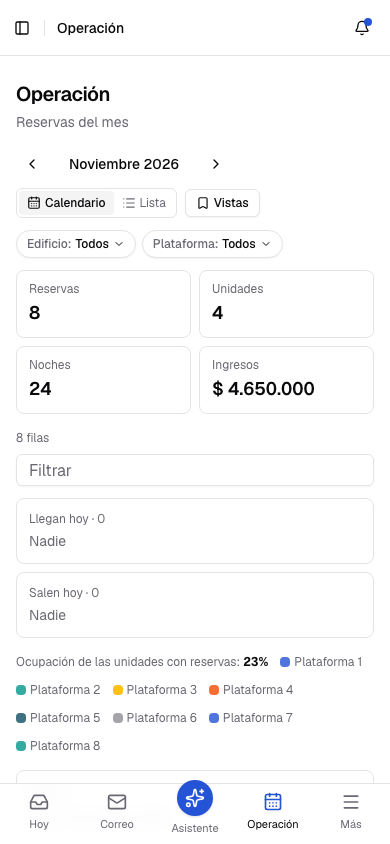 Operación
Operación
Reservas del mes
Noviembre 2026
Calendario Lista Vistas
Edificio: Todos Plataforma: Todos
Reservas Unidades
8 4
Noches Ingresos
24 $ 4.650.000
8 filas
Filtrar
Llegan hoy · 0
Nadie
Salen hoy · 0
Nadie
Ocupación de las unidades con reservas: 23% Plataforma 1
Plataforma 2 Plataforma 3 Plataforma 4
Plataforma 5 Plataforma 6 Plataforma 7
Plataforma 8
Hoy Correo Asistente Operación Más